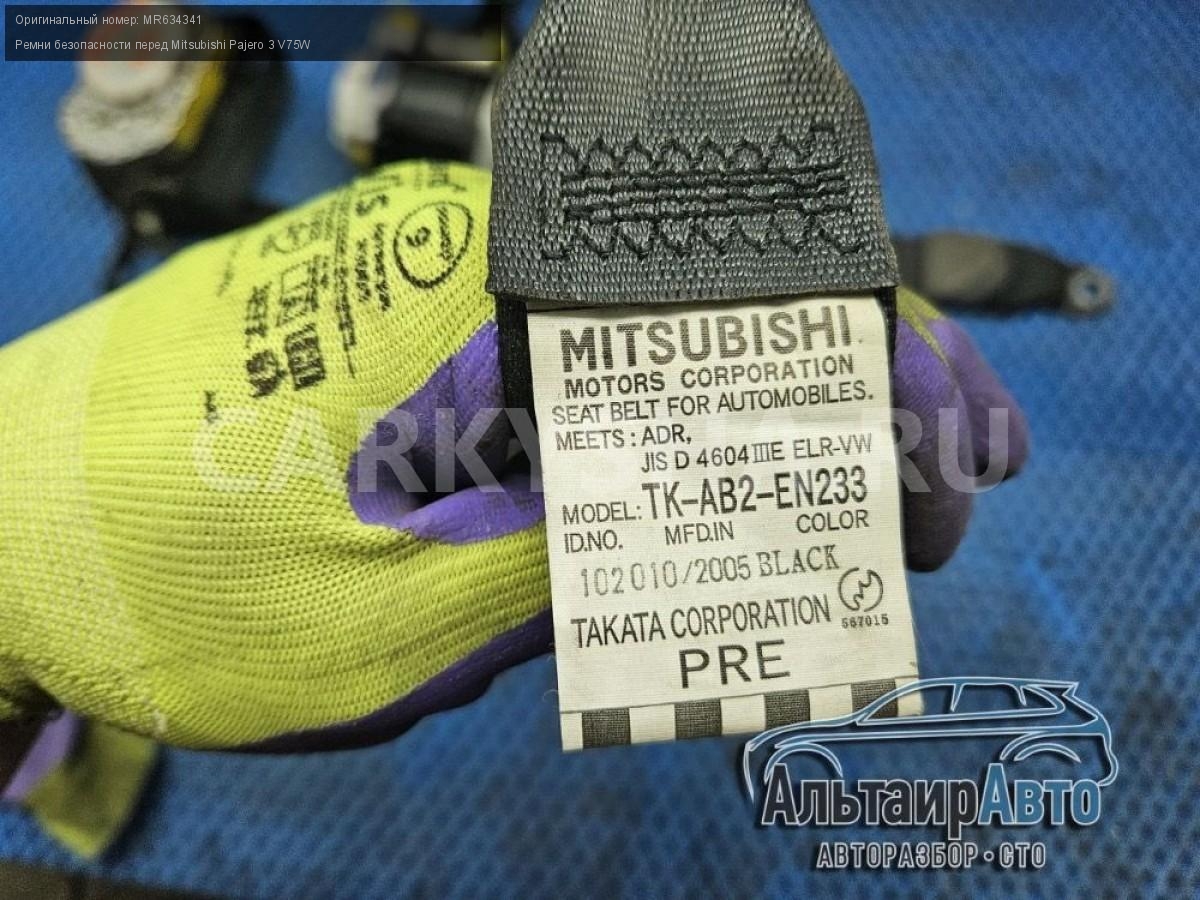 Оригинальный номер: MR634341
Ремни безопасности перед Mitsubishi Pajero 3 V75W
6
MITSUBISHI
MOTORS CORPORATION
SEAT BELT FOR AUTOMOBILES.
MEETS: ADR,
JIS D 4604ⅢE ELR-VW
MODEL: TK-AB2-EN233
ID.NO. MFD.IN COLOR
102010/2005 BLACK
TAKATA CORPORATION
567015
PRE
АльтаирАвто
АВТОРАЗБОР • СТО